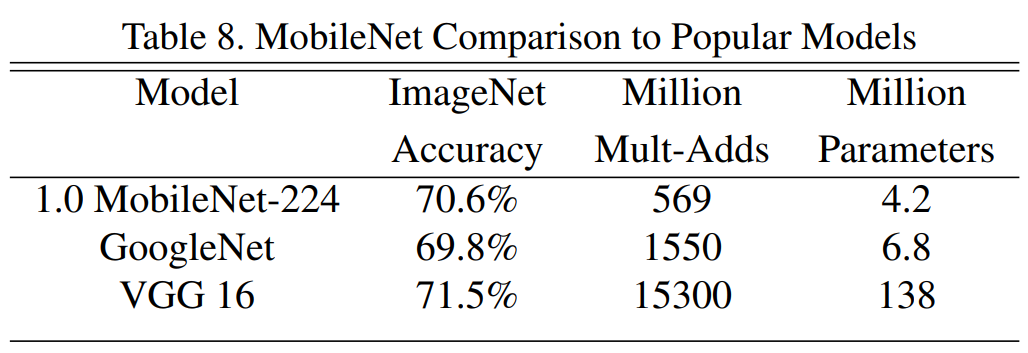 Table 8. MobileNet Comparison to Popular Models
Model ImageNet Million Million
Accuracy Mult-Adds Parameters
1.0 MobileNet-224 70.6% 569 4.2
GoogleNet 69.8% 1550 6.8
VGG 16 71.5% 15300 138